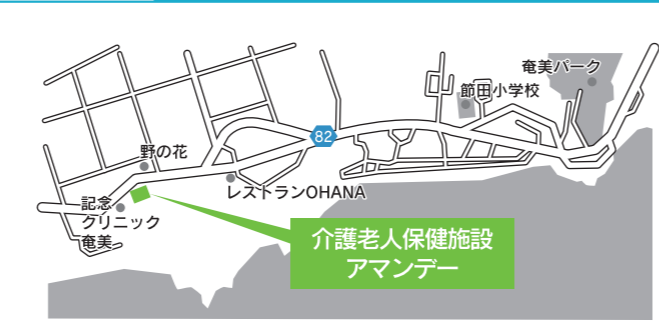 奄美パーク
節田小学校
82
野の花
レストランOHANA
記念
クリニック
奄美
介護老人保健施設
アマンデー